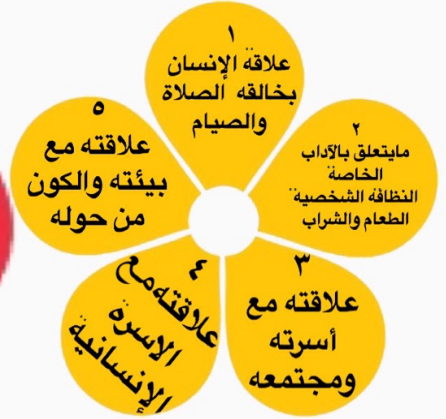 ١
علاقة الإنسان
بخالقه الصلاة
والصيام
٢
مايتعلق بالآداب
الخاصة
النظافة الشخصية
الطعام والشراب
٣
علاقته مع
أسرته
ومجتمعه
٤
علاقته مع
الاسرة
الإنسانية
٥
علاقته مع
بيئته والكون
من حوله